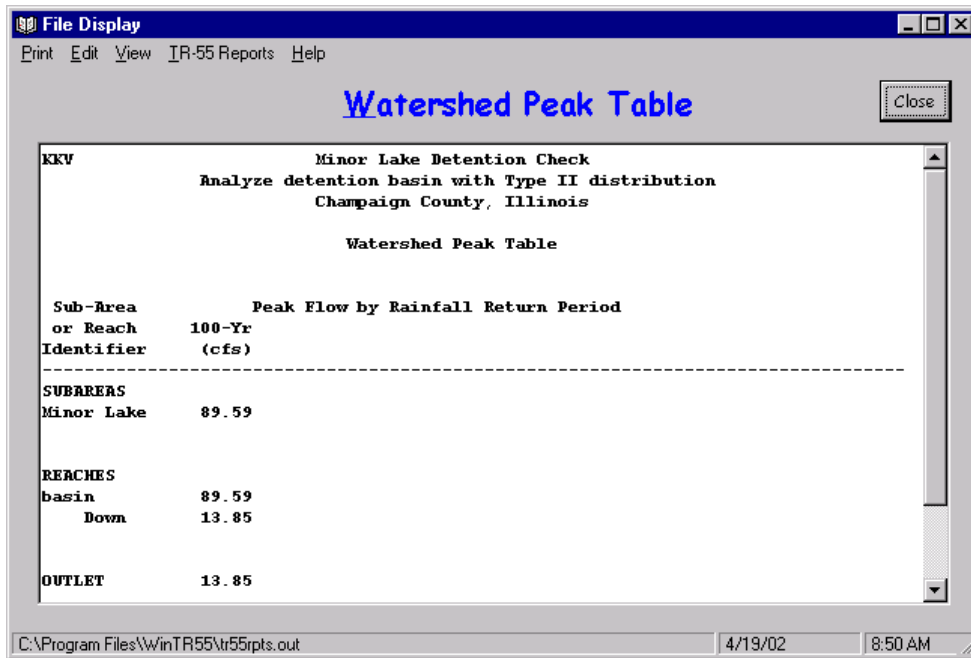 File Display
Print Edit View TR-55 Reports Help
Watershed Peak Table
Close
KKV Minor Lake Detention Check
Analyze detention basin with Type II distribution
Champaign County, Illinois
Watershed Peak Table
Sub-Area Peak Flow by Rainfall Return Period
or Reach 100-Yr
Identifier (cfs)
--------------------------------------------------------------------------------
SUBAREAS
Minor Lake 89.59
REACHES
basin 89.59
Down 13.85
OUTLET 13.85
C:\Program Files\WinTR55\tr55rpts.out 4/19/02 8:50 AM